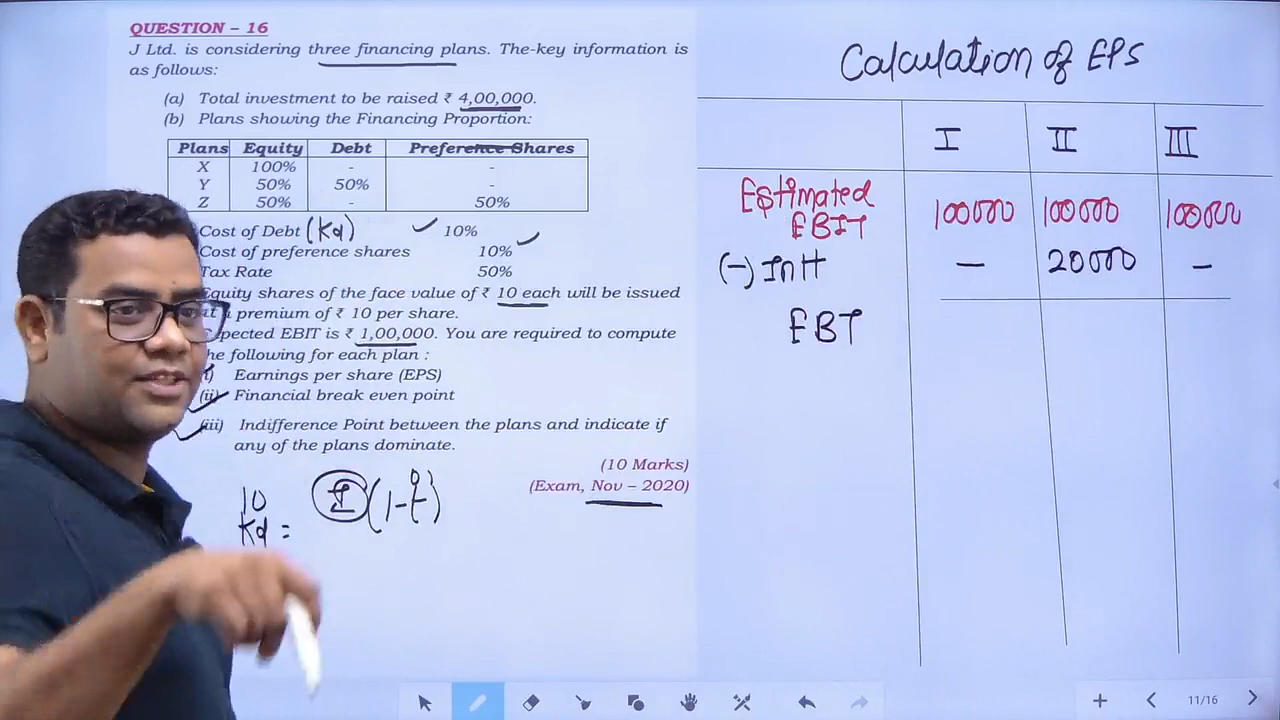 QUESTION – 16
J Ltd. is considering three financing plans. The-key information is
as follows:
(a) Total investment to be raised ₹ 4,00,000.
(b) Plans showing the Financing Proportion:
Plans Equity Debt Preference Shares
X 100% - -
Y 50% 50% -
Z 50% - 50%
Cost of Debt (Kd) 10%
Cost of preference shares 10%
Tax Rate 50%
Equity shares of the face value of ₹ 10 each will be issued
premium of ₹ 10 per share.
pected EBIT is ₹ 1,00,000. You are required to compute
he following for each plan :
Earnings per share (EPS)
(ii) Financial break even point
(iii) Indifference Point between the plans and indicate if
any of the plans dominate.
(10 Marks)
(Exam, Nov – 2020)
10
Kd =
(1-t)
0
Calculation of EPS
I II III
Estimated
EBIT 100000 100000 100000
(-) Intt — 20000 —
EBT
11/16